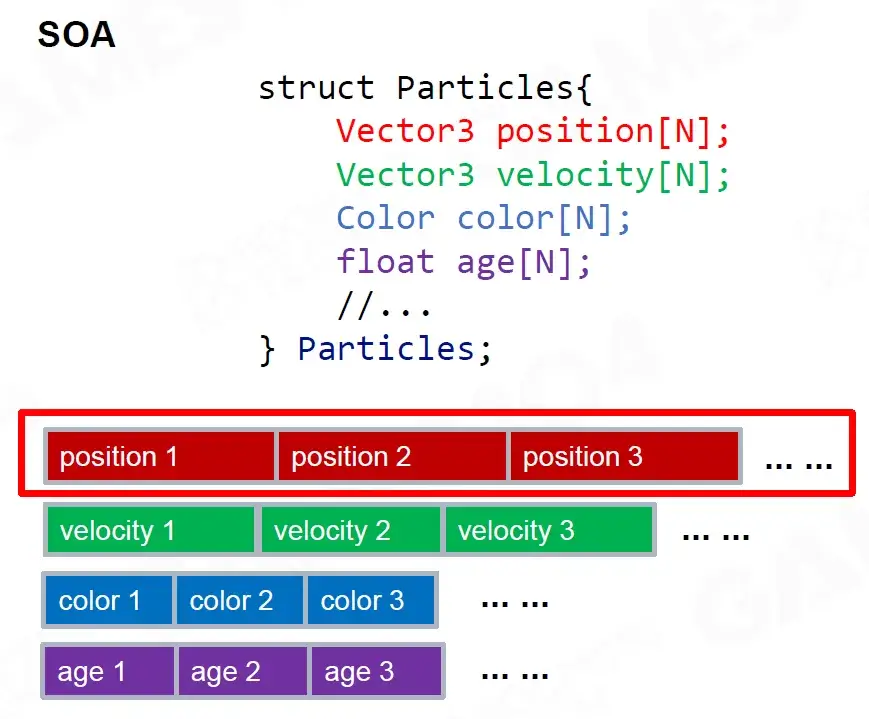 SOA
struct Particles{
Vector3 position[N];
Vector3 velocity[N];
Color color[N];
float age[N];
//...
} Particles;
position 1 position 2 position 3 ... ...
velocity 1 velocity 2 velocity 3 ... ...
color 1 color 2 color 3 ... ...
age 1 age 2 age 3 ... ...